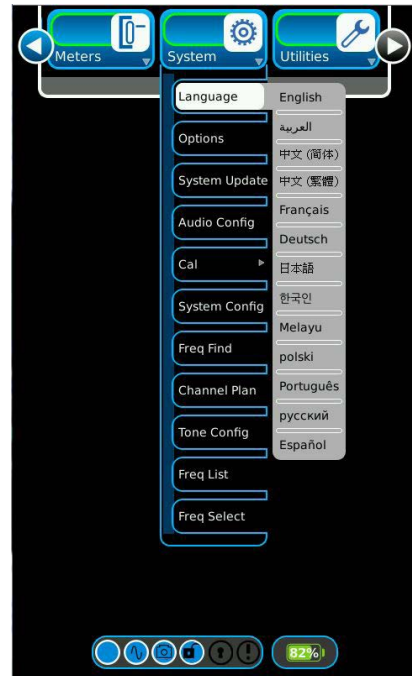 Meters
System
Utilities
Language
Options
System Update
Audio Config
Cal
System Config
Freq Find
Channel Plan
Tone Config
Freq List
Freq Select
English
العربية
中文 (简体)
中文 (繁體)
Français
Deutsch
日本語
한국인
Melayu
polski
Português
русский
Español
82%